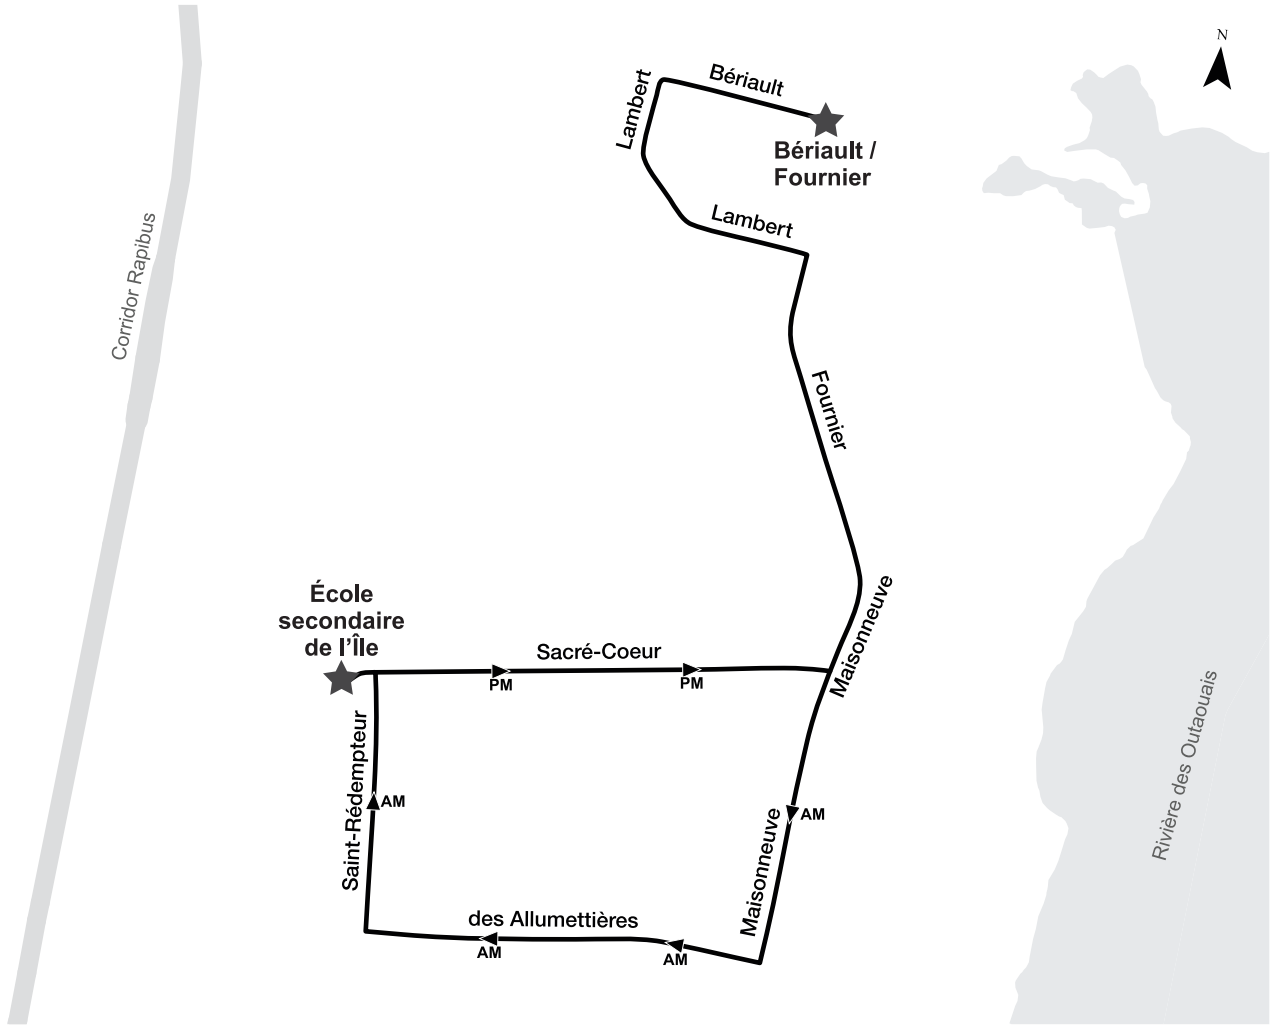 N
Bériault
Lambert
Bériault /
Fournier
Lambert
Corridor Rapibus
Fournier
École
secondaire
de l'Île
Maisonneuve
Sacré-Coeur
PM
PM
Rivière des Outaouais
Saint-Rédempteur
AM
AM
Maisonneuve
des Allumettières
AM
AM